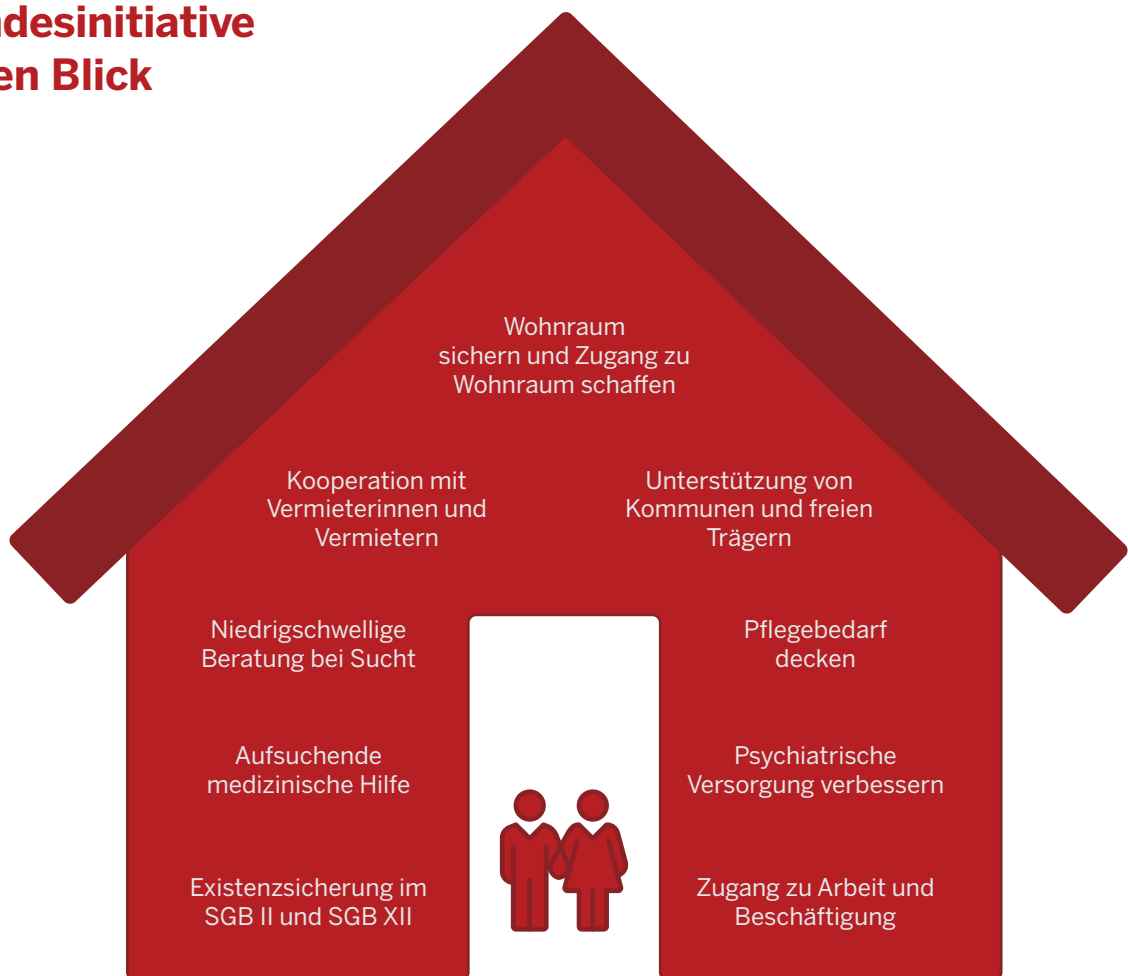 desinitiative
en Blick
Wohnraum
sichern und Zugang zu
Wohnraum schaffen
Kooperation mit
Vermieterinnen und
Vermietern
Unterstützung von
Kommunen und freien
Trägern
Niedrigschwellige
Beratung bei Sucht
Pflegebedarf
decken
Aufsuchende
medizinische Hilfe
Psychiatrische
Versorgung verbessern
Existenzsicherung im
SGB II und SGB XII
Zugang zu Arbeit und
Beschäftigung